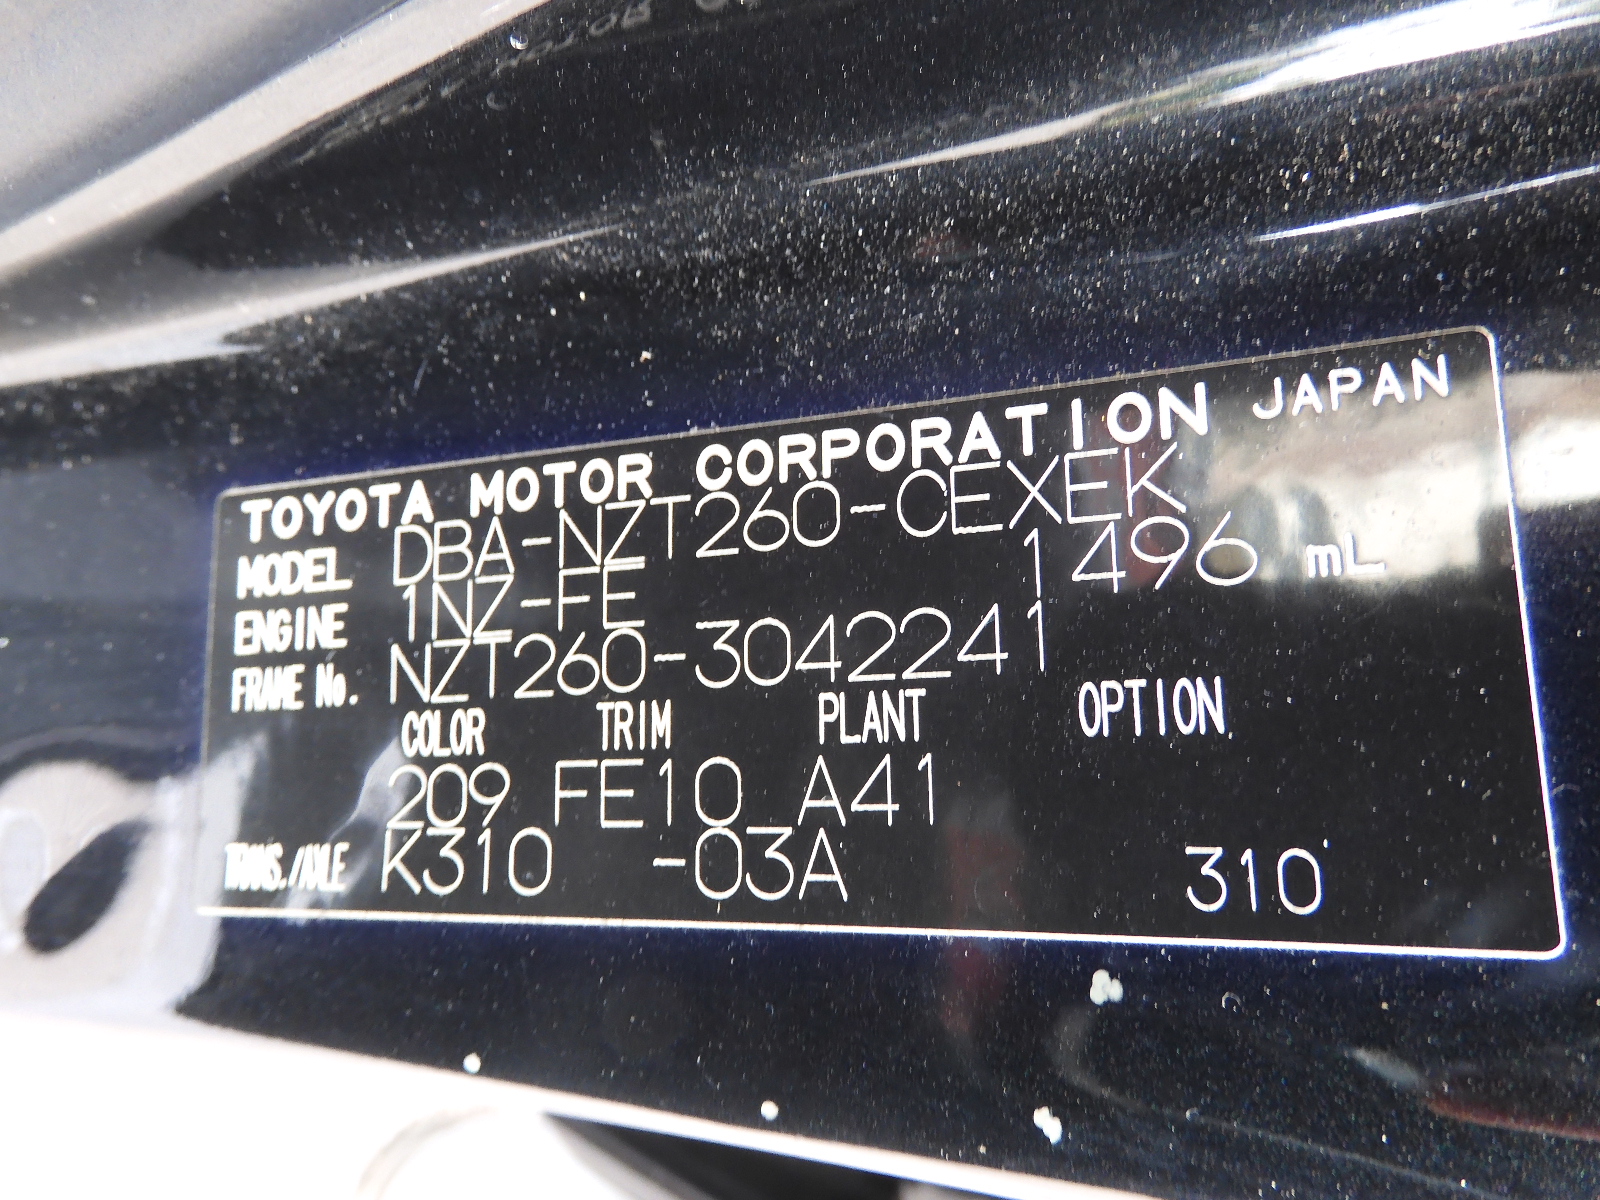 TOYOTA MOTOR CORPORATION JAPAN
MODEL DBA-NZT260-CEXEK
ENGINE 1NZ-FE 1496 mL
FRAME No. NZT260-3042241
COLOR TRIM PLANT OPTION
209 FE10 A41
TRANS./AXLE K310 -03A 310